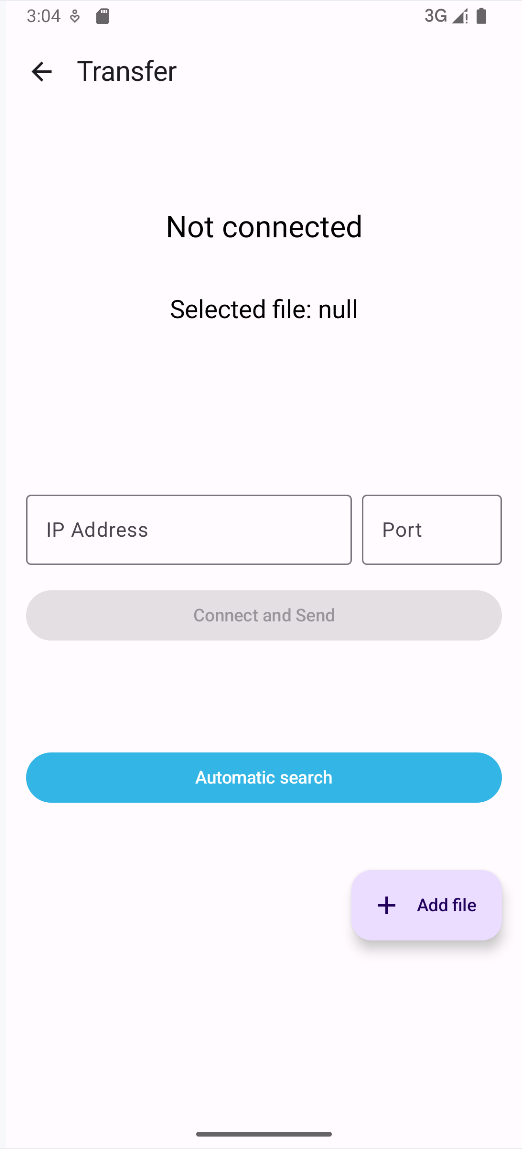 3:04 3G
Transfer
Not connected
Selected file: null
IP Address Port
Connect and Send
Automatic search
Add file